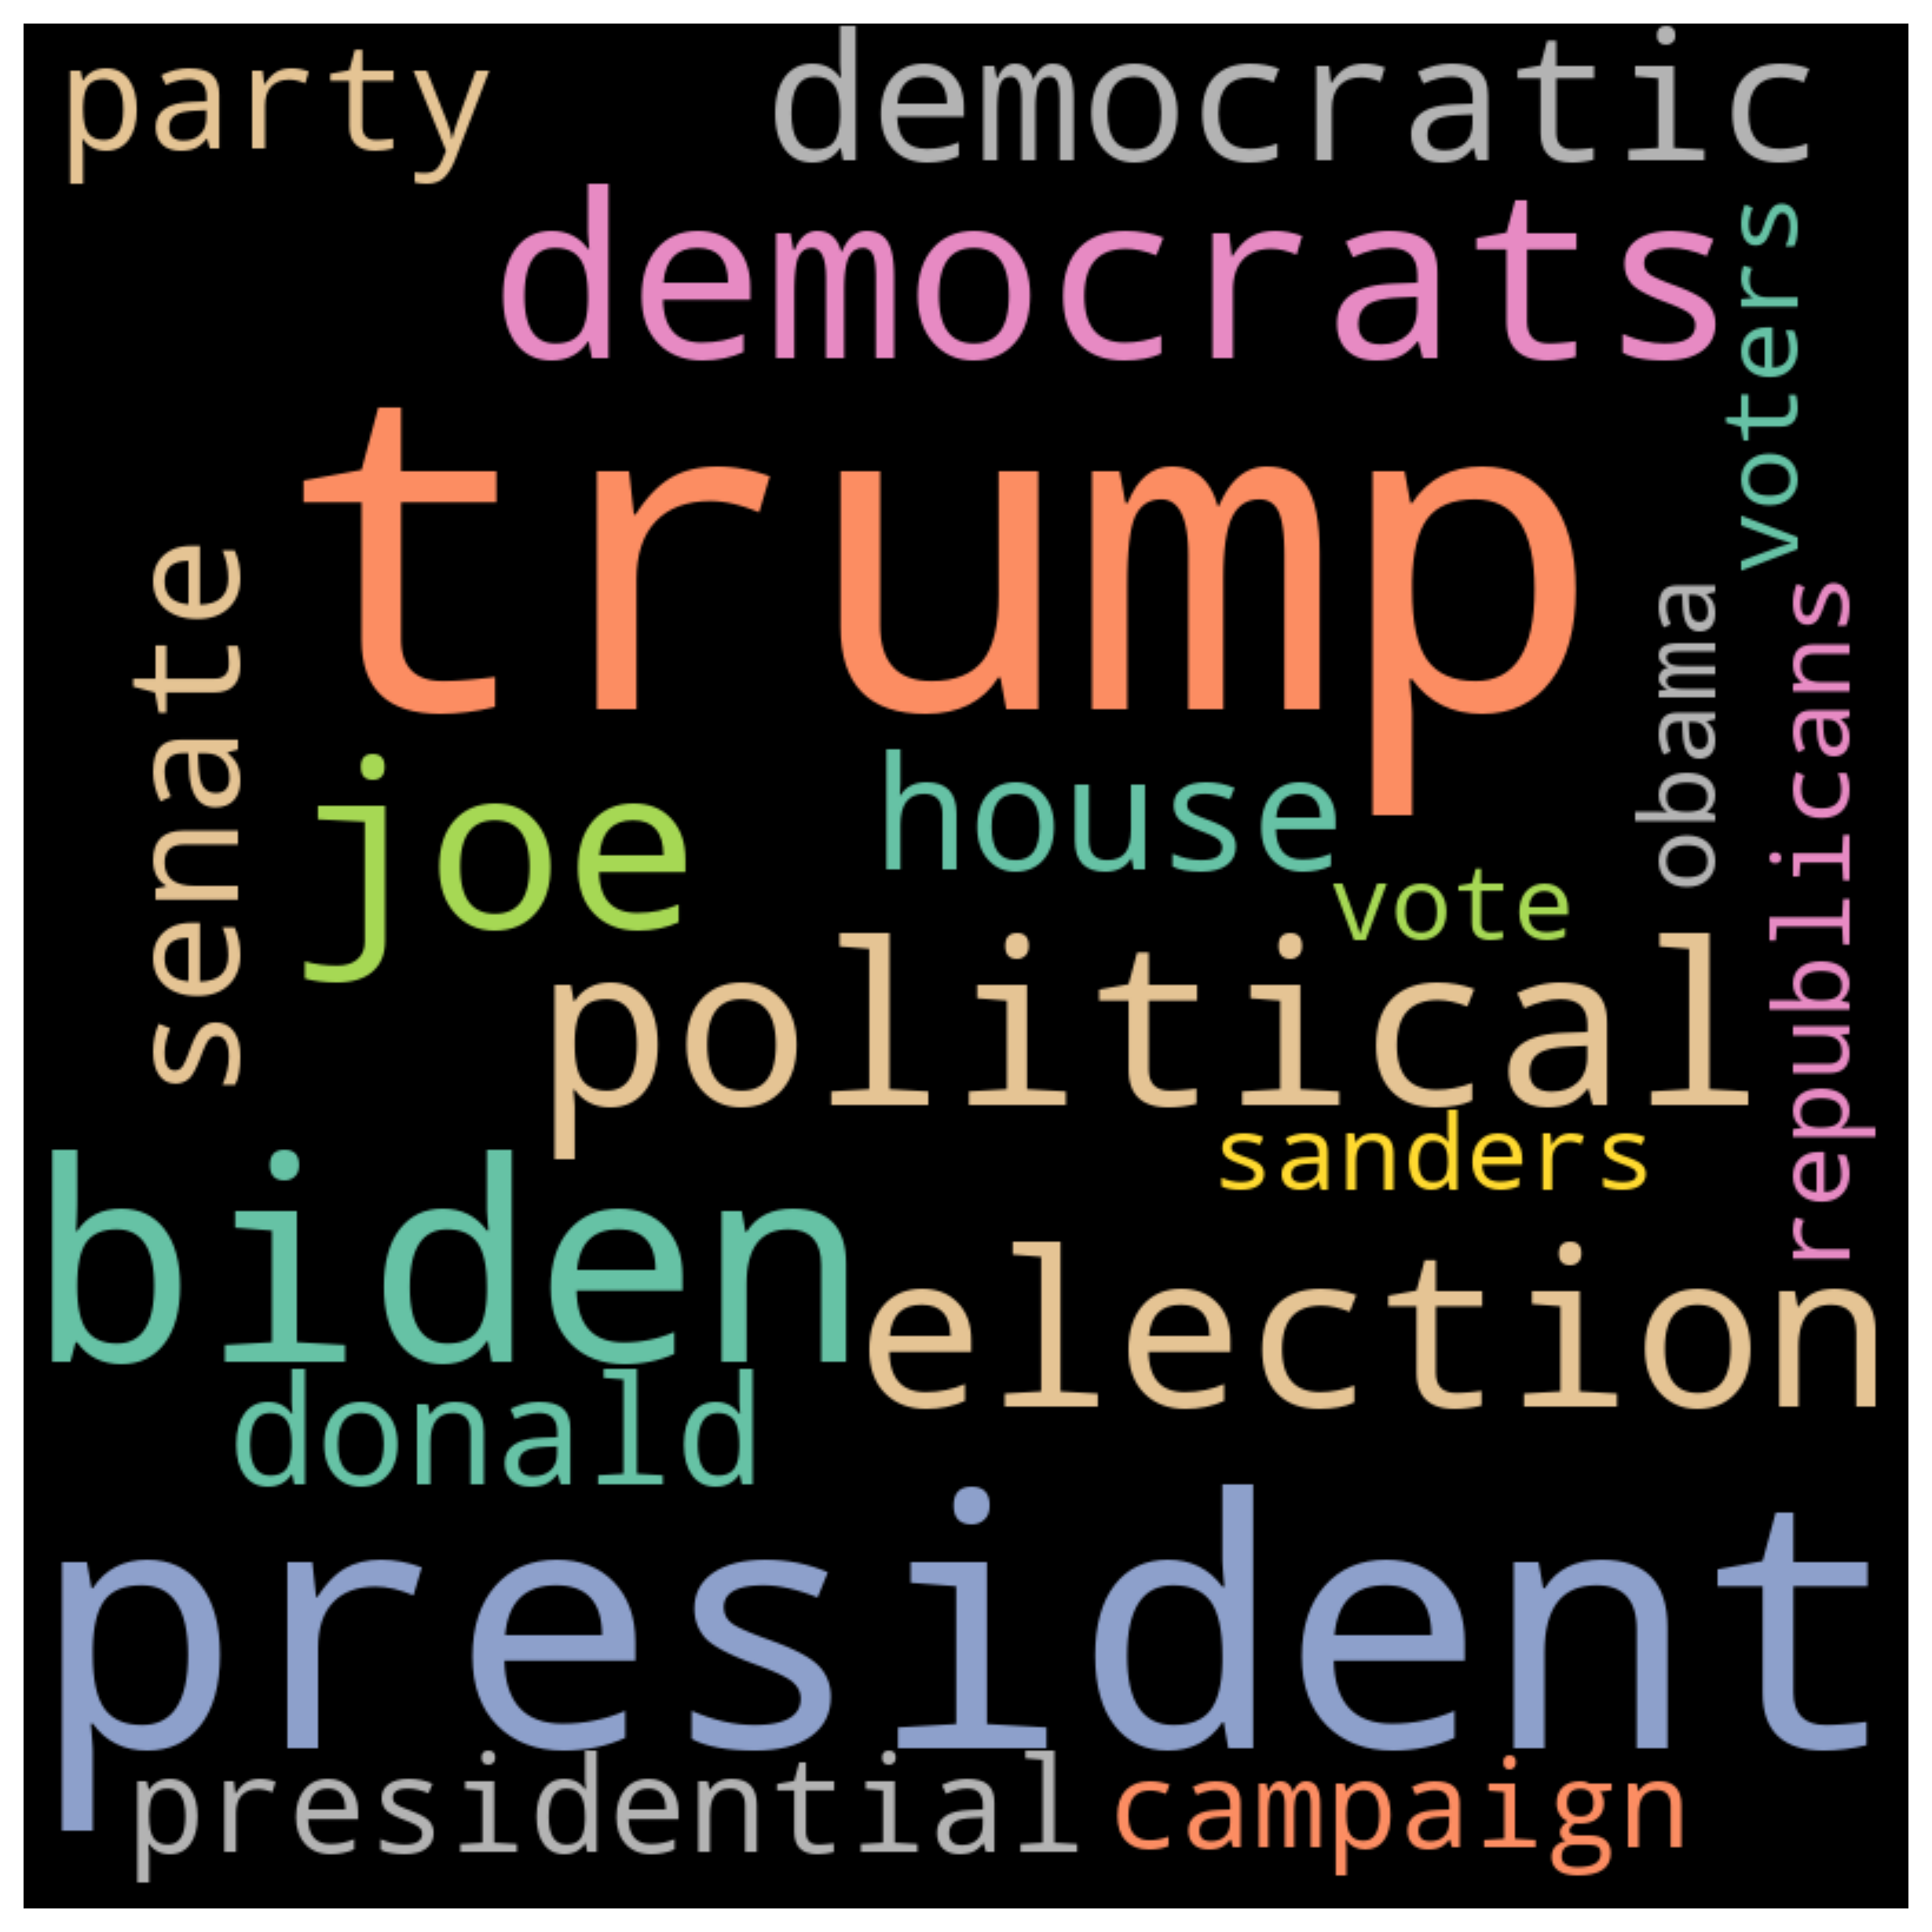 party
democratic
democrats
voters
trump
senate
obama
republicans
joe
house
vote
political
sanders
biden
election
donald
president
presidential
campaign